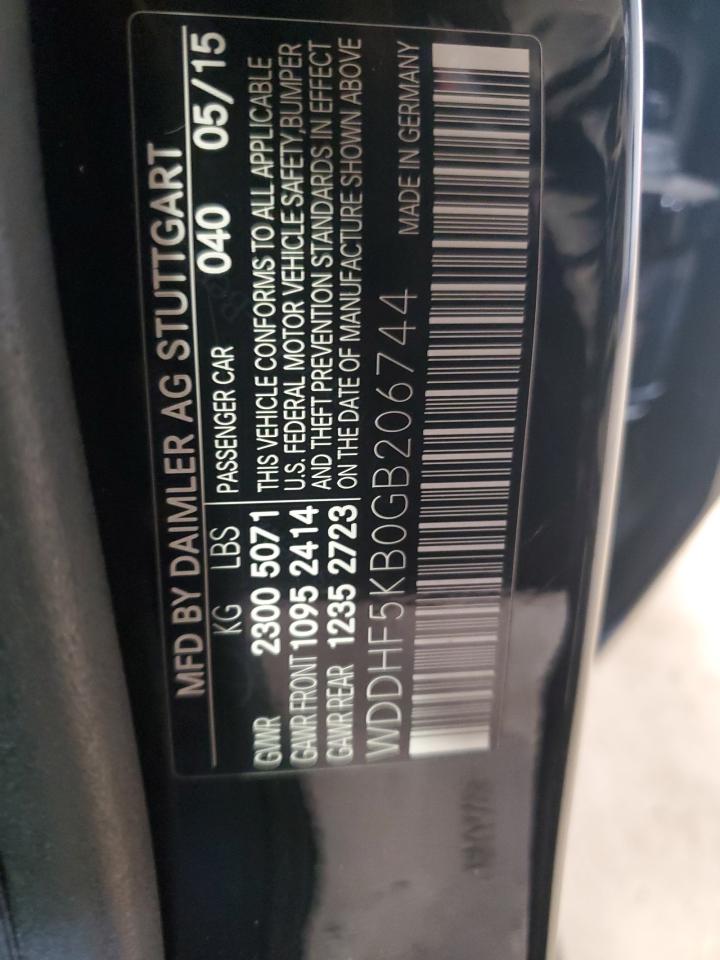 MFD BY DAIMLER AG STUTTGART
KG LBS PASSENGER CAR 040 05/15
GVWR 2300 5071 THIS VEHICLE CONFORMS TO ALL APPLICABLE
GAWR FRONT 1095 2414 U.S. FEDERAL MOTOR VEHICLE SAFETY, BUMPER
GAWR REAR 1235 2723 AND THEFT PREVENTION STANDARDS IN EFFECT
ON THE DATE OF MANUFACTURE SHOWN ABOVE
WDDHF5KB0GB206744 MADE IN GERMANY